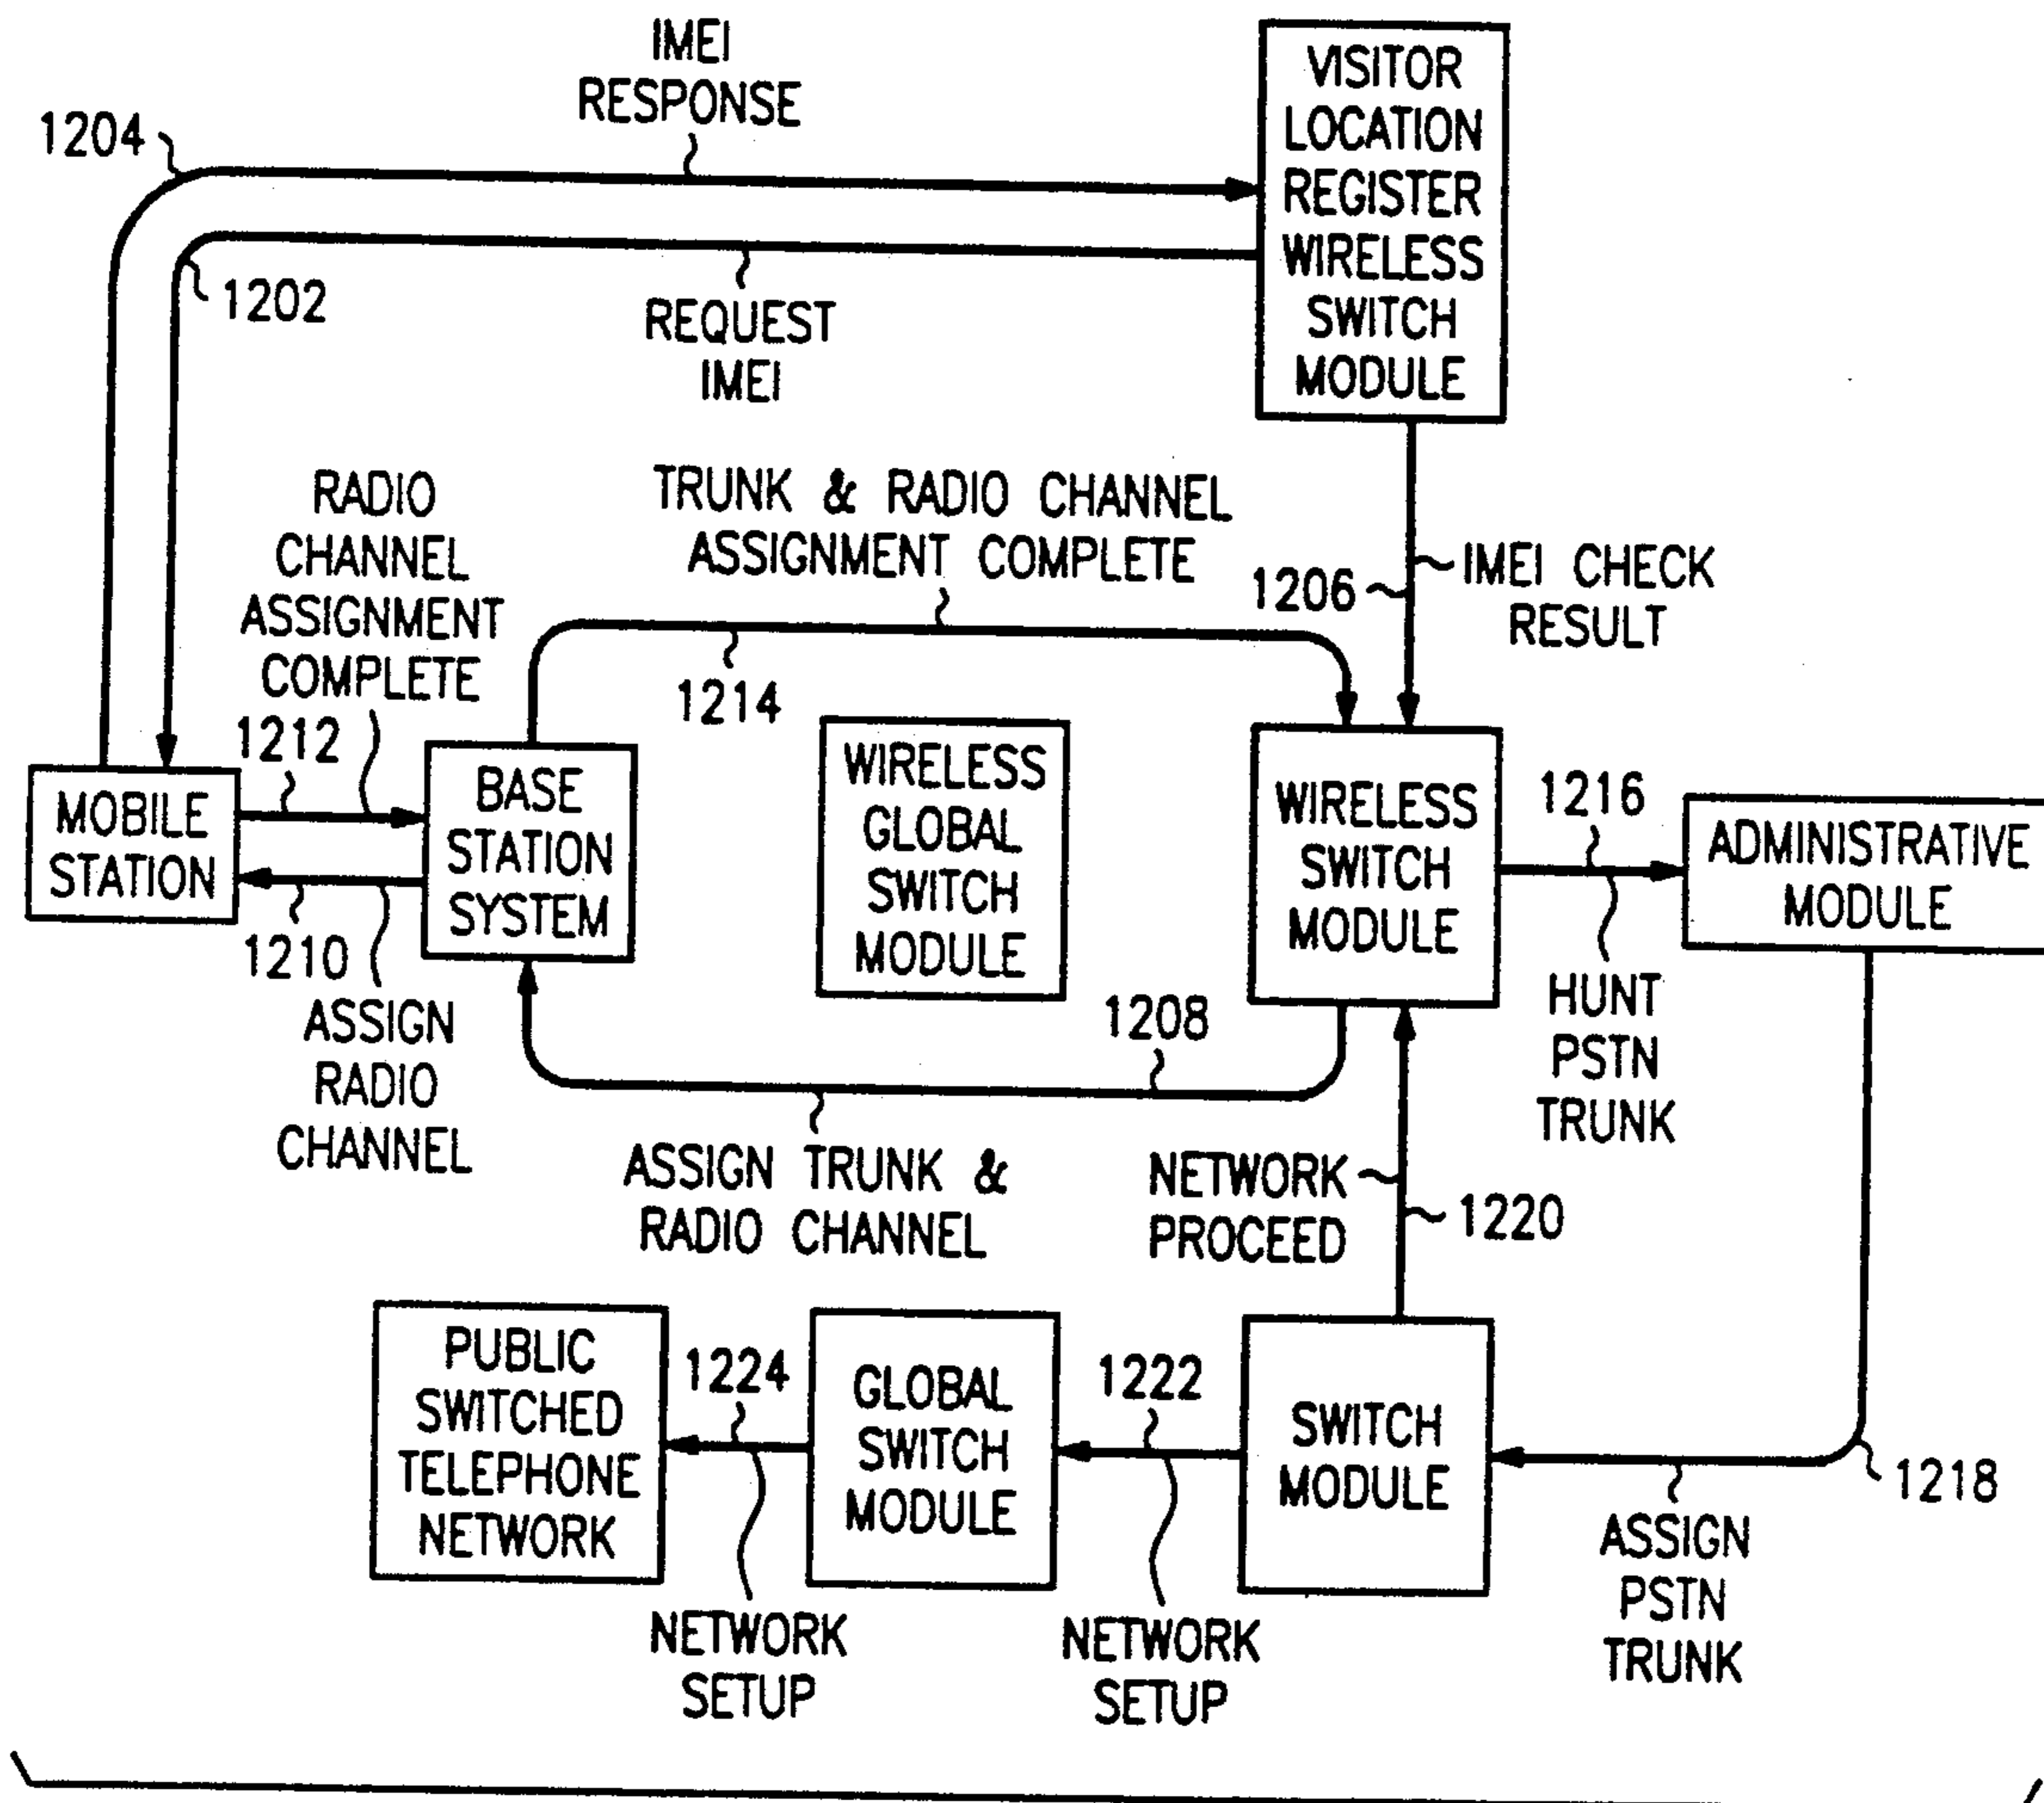 IMEI
RESPONSE
1204
VISITOR
LOCATION
REGISTER
WIRELESS
SWITCH
MODULE
1202
REQUEST
IMEI
RADIO
CHANNEL
ASSIGNMENT
COMPLETE
TRUNK & RADIO CHANNEL
ASSIGNMENT COMPLETE
1206
IMEI CHECK
RESULT
1212
1214
MOBILE
STATION
BASE
STATION
SYSTEM
WIRELESS
GLOBAL
SWITCH
MODULE
WIRELESS
SWITCH
MODULE
1216
ADMINISTRATIVE
MODULE
1210
ASSIGN
RADIO
CHANNEL
1208
HUNT
PSTN
TRUNK
ASSIGN TRUNK &
RADIO CHANNEL
NETWORK
PROCEED
1220
PUBLIC
SWITCHED
TELEPHONE
NETWORK
1224
GLOBAL
SWITCH
MODULE
1222
SWITCH
MODULE
1218
NETWORK
SETUP
NETWORK
SETUP
ASSIGN
PSTN
TRUNK